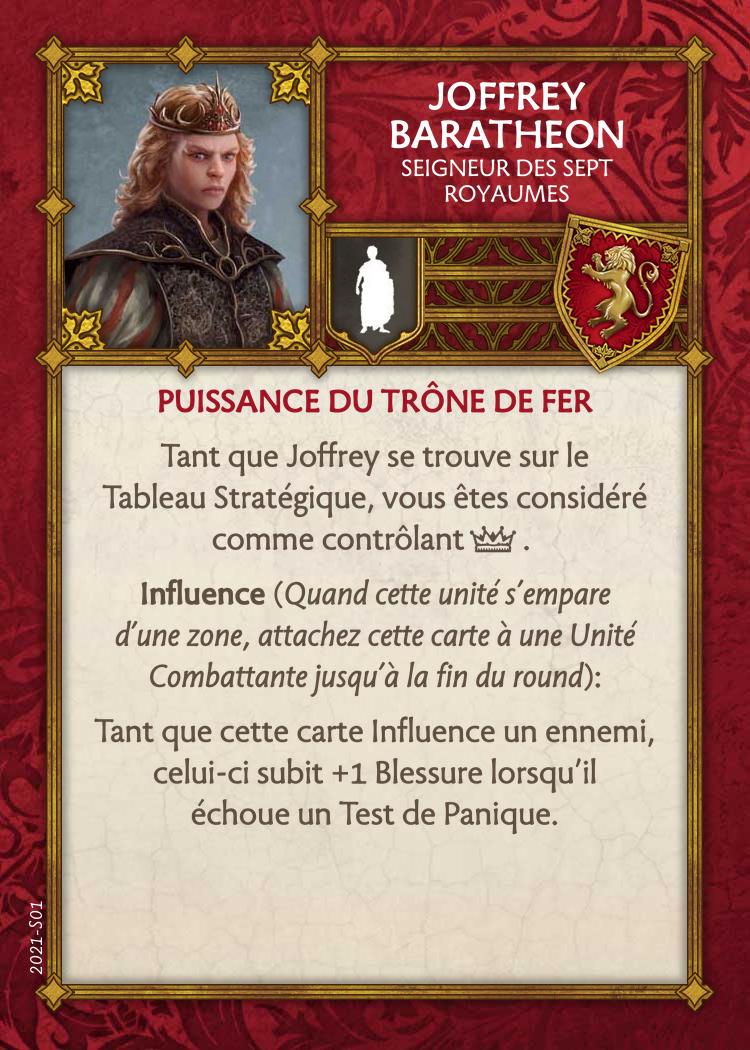 JOFFREY
BARATHEON
SEIGNEUR DES SEPT
ROYAUMES
PUISSANCE DU TRÔNE DE FER
Tant que Joffrey se trouve sur le
Tableau Stratégique, vous êtes considéré
comme contrôlant .
Influence (Quand cette unité s'empare
d'une zone, attachez cette carte à une Unité
Combattante jusqu'à la fin du round):
Tant que cette carte Influence un ennemi,
celui-ci subit +1 Blessure lorsqu'il
échoue un Test de Panique.
2021-S01